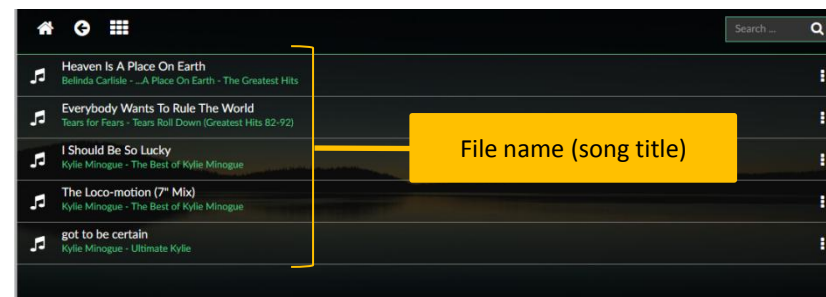 Search ...
Heaven Is A Place On Earth
Belinda Carlisle - ...A Place On Earth - The Greatest Hits
Everybody Wants To Rule The World
Tears for Fears - Tears Roll Down (Greatest Hits 82-92)
I Should Be So Lucky
Kylie Minogue - The Best of Kylie Minogue
File name (song title)
The Loco-motion (7" Mix)
Kylie Minogue - The Best of Kylie Minogue
got to be certain
Kylie Minogue - Ultimate Kylie